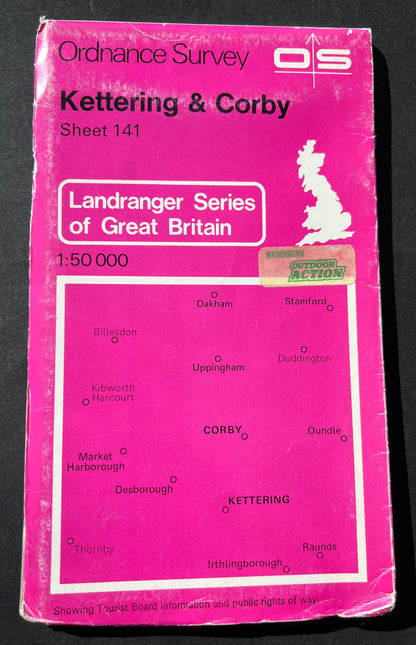 Ordnance Survey
OS
Kettering & Corby
Sheet 141
Landranger Series
of Great Britain
1:50 000
OUTDOOR
ACTION
Oakham
Stamford
Billesdon
Duddington
Uppingham
Kibworth
Harcourt
CORBY
Oundle
Market
Harborough
Desborough
KETTERING
Thornby
Raunds
Irthlingborough
Showing Tourist Board information and public rights of way.